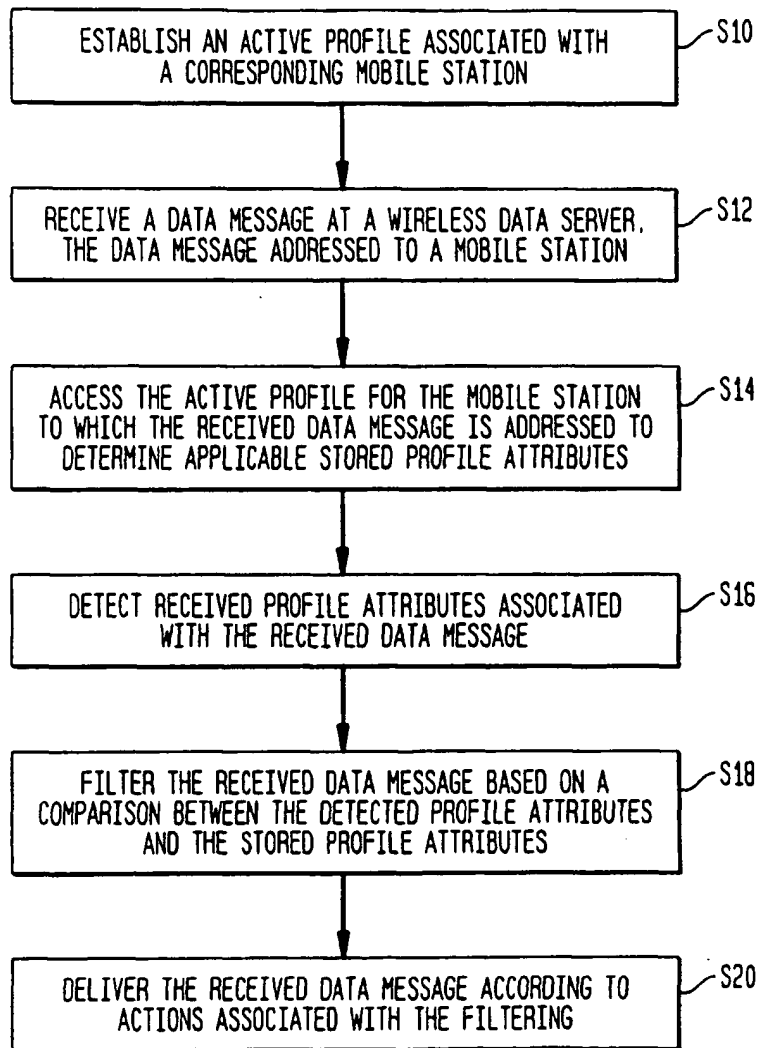 ESTABLISH AN ACTIVE PROFILE ASSOCIATED WITH
A CORRESPONDING MOBILE STATION
S10
RECEIVE A DATA MESSAGE AT A WIRELESS DATA SERVER,
THE DATA MESSAGE ADDRESSED TO A MOBILE STATION
S12
ACCESS THE ACTIVE PROFILE FOR THE MOBILE STATION
TO WHICH THE RECEIVED DATA MESSAGE IS ADDRESSED TO
DETERMINE APPLICABLE STORED PROFILE ATTRIBUTES
S14
DETECT RECEIVED PROFILE ATTRIBUTES ASSOCIATED
WITH THE RECEIVED DATA MESSAGE
S16
FILTER THE RECEIVED DATA MESSAGE BASED ON A
COMPARISON BETWEEN THE DETECTED PROFILE ATTRIBUTES
AND THE STORED PROFILE ATTRIBUTES
S18
DELIVER THE RECEIVED DATA MESSAGE ACCORDING TO
ACTIONS ASSOCIATED WITH THE FILTERING
S20